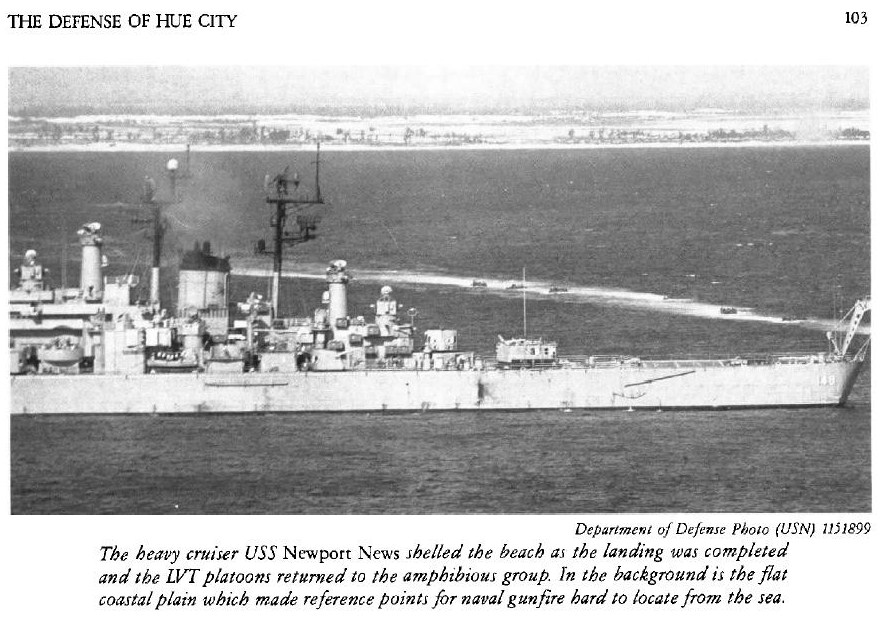 THE DEFENSE OF HUE CITY
103
Department of Defense Photo (USN) 1151899
The heavy cruiser USS Newport News shelled the beach as the landing was completed
and the LVT platoons returned to the amphibious group. In the background is the flat
coastal plain which made reference points for naval gunfire hard to locate from the sea.